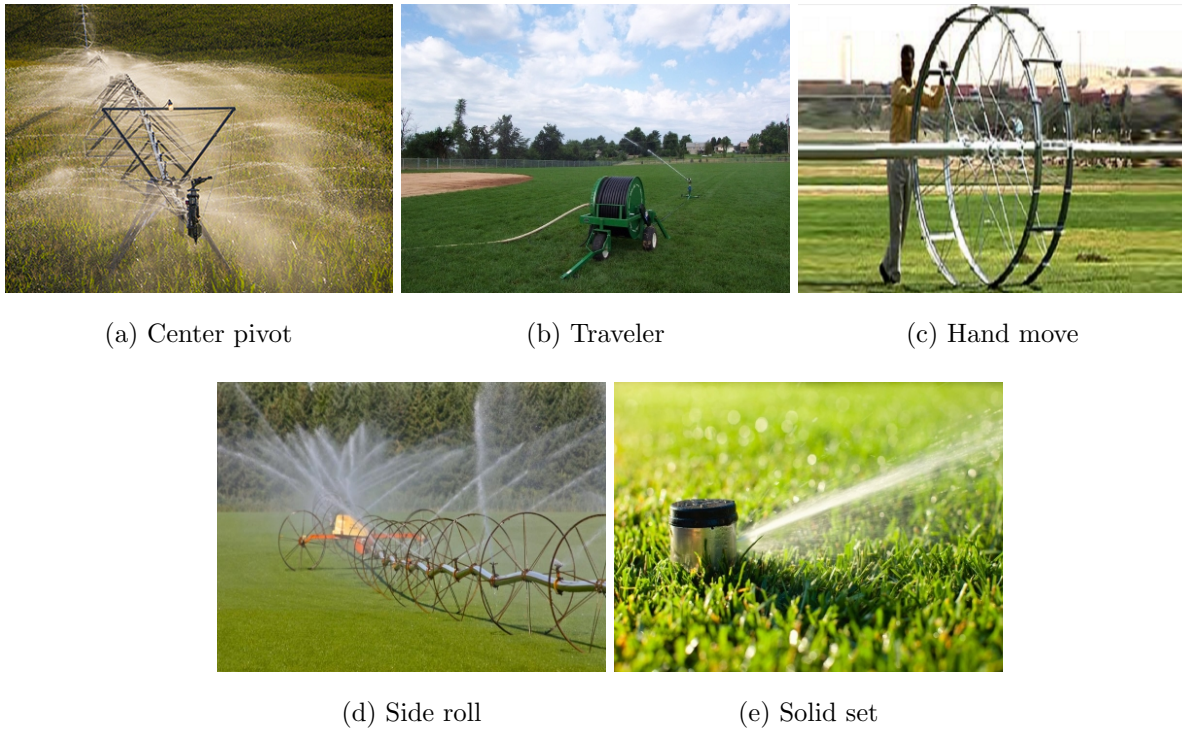 (a) Center pivot
(b) Traveler
(c) Hand move
(d) Side roll
(e) Solid set